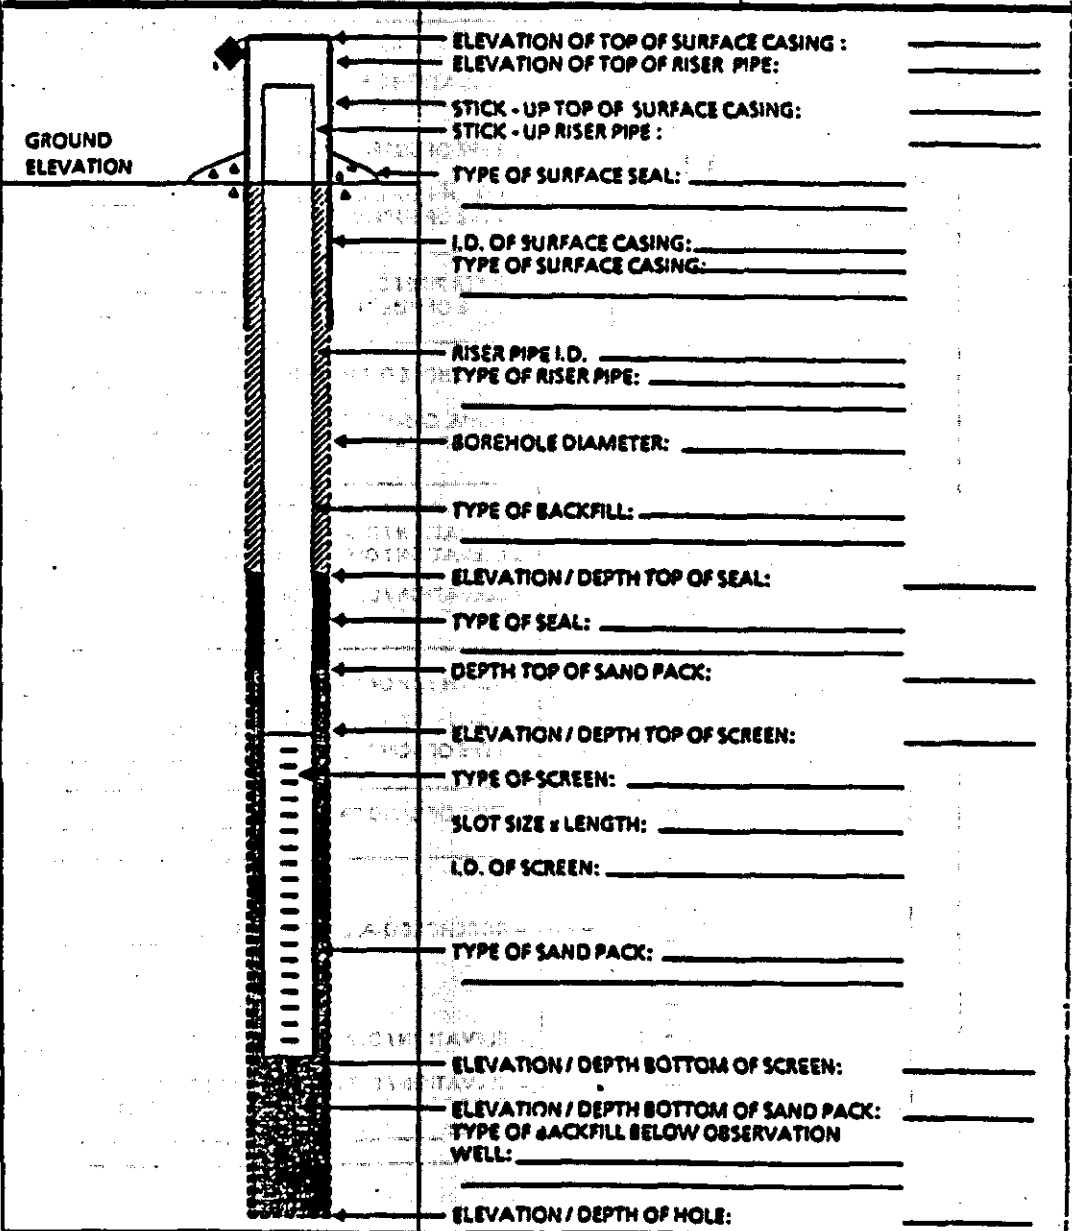 ELEVATION OF TOP OF SURFACE CASING :
ELEVATION OF TOP OF RISER PIPE:
STICK - UP TOP OF SURFACE CASING:
STICK - UP RISER PIPE :
GROUND
ELEVATION
TYPE OF SURFACE SEAL:
I.D. OF SURFACE CASING:
TYPE OF SURFACE CASING:
RISER PIPE I.D.
TYPE OF RISER PIPE:
BOREHOLE DIAMETER:
TYPE OF BACKFILL:
ELEVATION / DEPTH TOP OF SEAL:
TYPE OF SEAL:
DEPTH TOP OF SAND PACK:
ELEVATION / DEPTH TOP OF SCREEN:
TYPE OF SCREEN:
SLOT SIZE x LENGTH:
I.D. OF SCREEN:
TYPE OF SAND PACK:
ELEVATION / DEPTH BOTTOM OF SCREEN:
ELEVATION / DEPTH BOTTOM OF SAND PACK:
TYPE OF BACKFILL BELOW OBSERVATION
WELL:
ELEVATION / DEPTH OF HOLE: